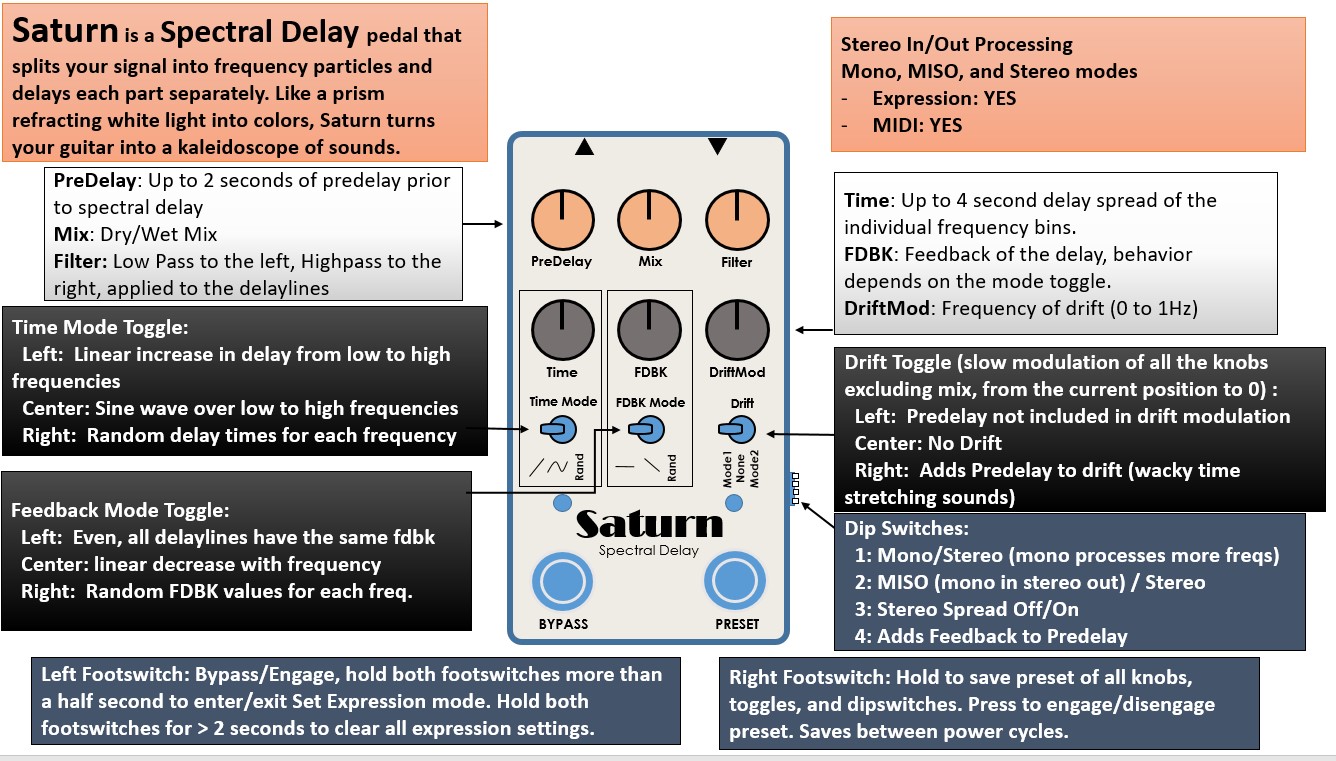 Saturn is a Spectral Delay pedal that
splits your signal into frequency particles and
delays each part separately. Like a prism
refracting white light into colors, Saturn turns
your guitar into a kaleidoscope of sounds.
Stereo In/Out Processing
Mono, MISO, and Stereo modes
- Expression: YES
- MIDI: YES
PreDelay: Up to 2 seconds of predelay prior
to spectral delay
Mix: Dry/Wet Mix
Filter: Low Pass to the left, Highpass to the
right, applied to the delaylines
Time: Up to 4 second delay spread of the
individual frequency bins.
FDBK: Feedback of the delay, behavior
depends on the mode toggle.
DriftMod: Frequency of drift (0 to 1Hz)
Time Mode Toggle:
Left: Linear increase in delay from low to high
frequencies
Center: Sine wave over low to high frequencies
Right: Random delay times for each frequency
Drift Toggle (slow modulation of all the knobs
excluding mix, from the current position to 0) :
Left: Predelay not included in drift modulation
Center: No Drift
Right: Adds Predelay to drift (wacky time
stretching sounds)
Feedback Mode Toggle:
Left: Even, all delaylines have the same fdbk
Center: linear decrease with frequency
Right: Random FDBK values for each freq.
Dip Switches:
1: Mono/Stereo (mono processes more freqs)
2: MISO (mono in stereo out) / Stereo
3: Stereo Spread Off/On
4: Adds Feedback to Predelay
PreDelay Mix Filter
Time FDBK DriftMod
Time Mode FDBK Mode Drift
Rand Rand Mode1 None Mode2
Saturn
Spectral Delay
BYPASS PRESET
Left Footswitch: Bypass/Engage, hold both footswitches more than
a half second to enter/exit Set Expression mode. Hold both
footswitches for > 2 seconds to clear all expression settings.
Right Footswitch: Hold to save preset of all knobs,
toggles, and dipswitches. Press to engage/disengage
preset. Saves between power cycles.